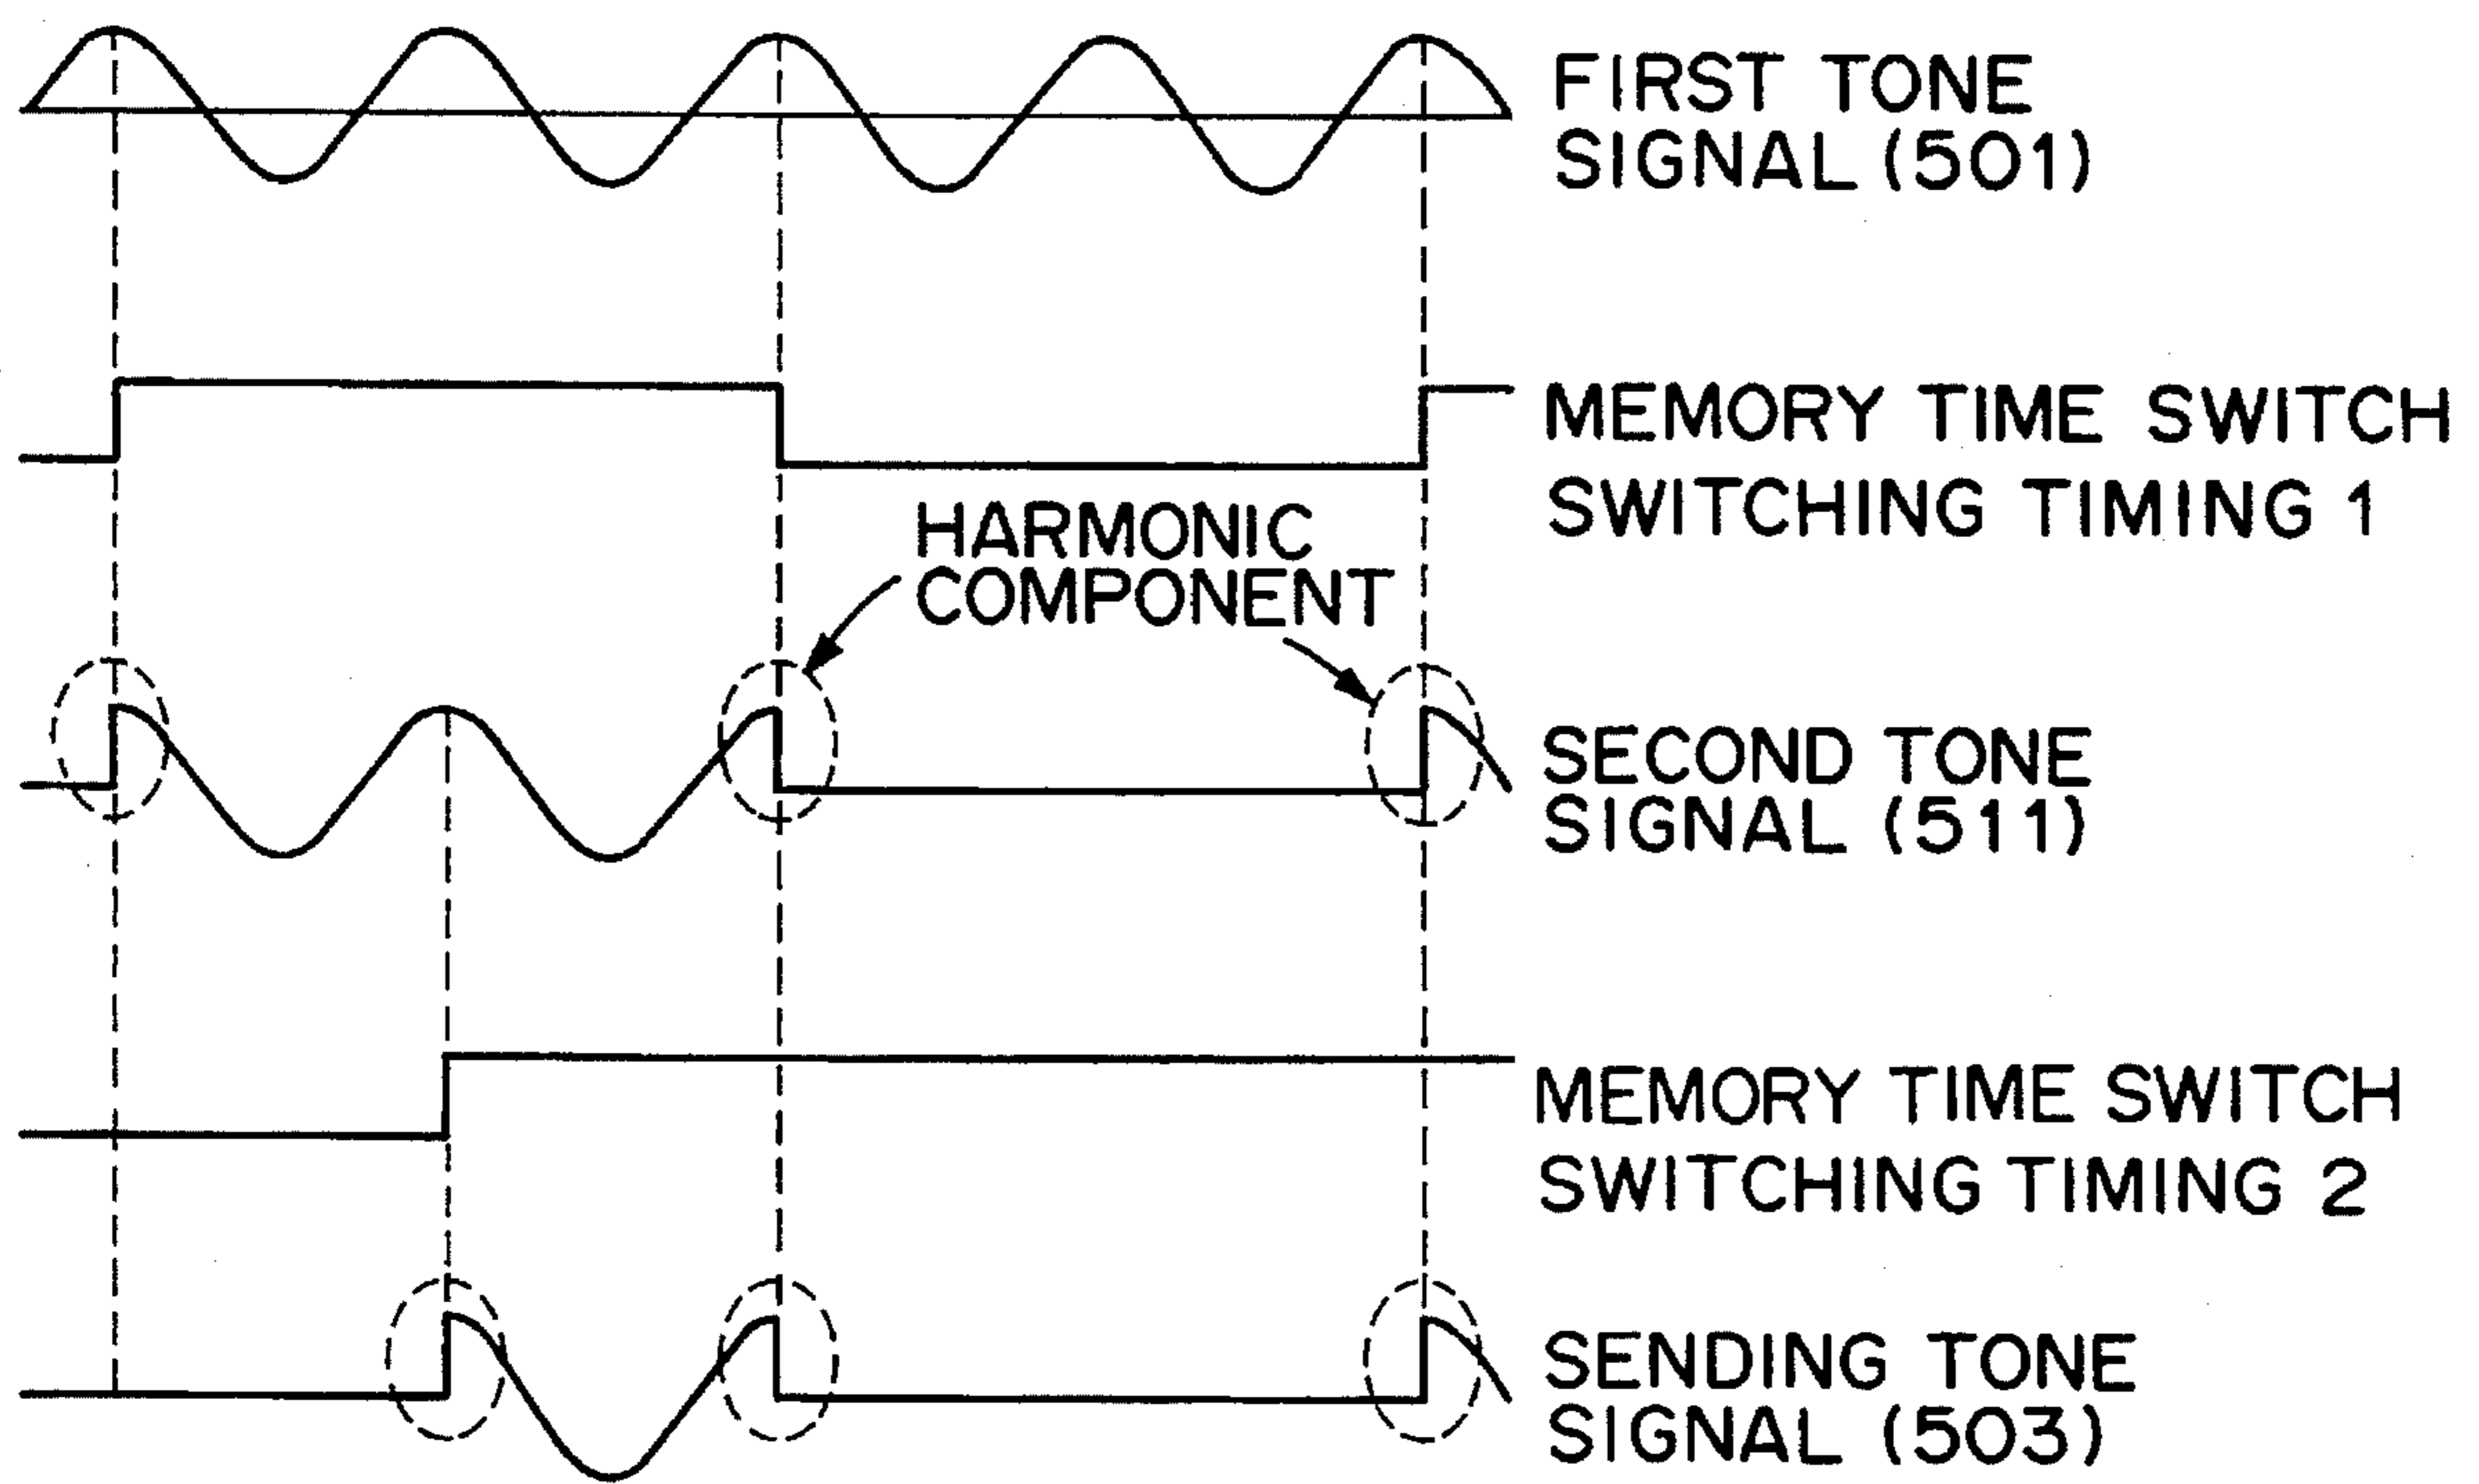 FIRST TONE
SIGNAL (501)
MEMORY TIME SWITCH
SWITCHING TIMING 1
HARMONIC
COMPONENT
SECOND TONE
SIGNAL (511)
MEMORY TIME SWITCH
SWITCHING TIMING 2
SENDING TONE
SIGNAL (503)